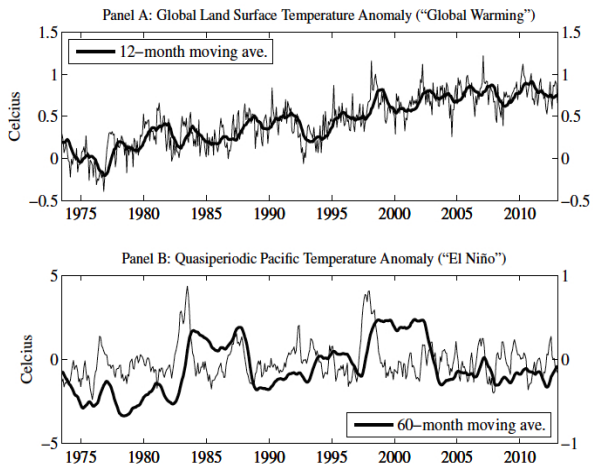 Panel A: Global Land Surface Temperature Anomaly (“Global Warming”)
1.5 1.5
12−month moving ave.
1 1
Celcius
0.5 0.5
0 0
−0.5 −0.5
1975 1980 1985 1990 1995 2000 2005 2010
Panel B: Quasiperiodic Pacific Temperature Anomaly (“El Niño”)
5 1
Celcius
0 0
60−month moving ave.
−5 −1
1975 1980 1985 1990 1995 2000 2005 2010